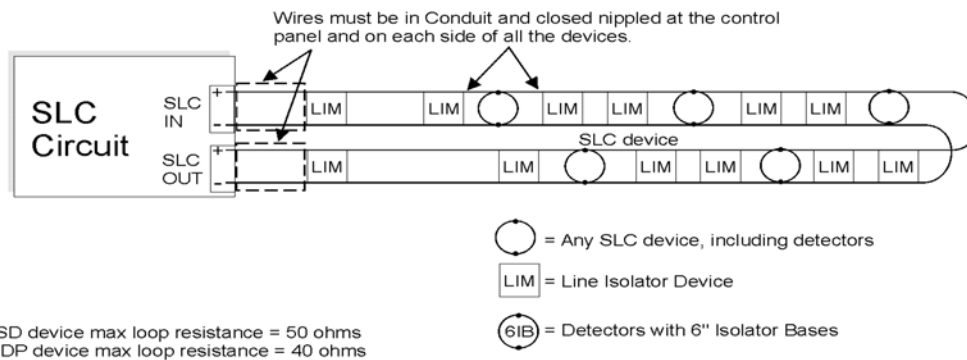 Wires must be in Conduit and closed nippled at the control
panel and on each side of all the devices.
SLC
Circuit
SLC
IN
+
-
LIM LIM LIM LIM LIM LIM
SLC device
SLC
OUT
+
-
LIM LIM LIM LIM LIM LIM
= Any SLC device, including detectors
LIM = Line Isolator Device
6IB = Detectors with 6" Isolator Bases
SD device max loop resistance = 50 ohms
DP device max loop resistance = 40 ohms